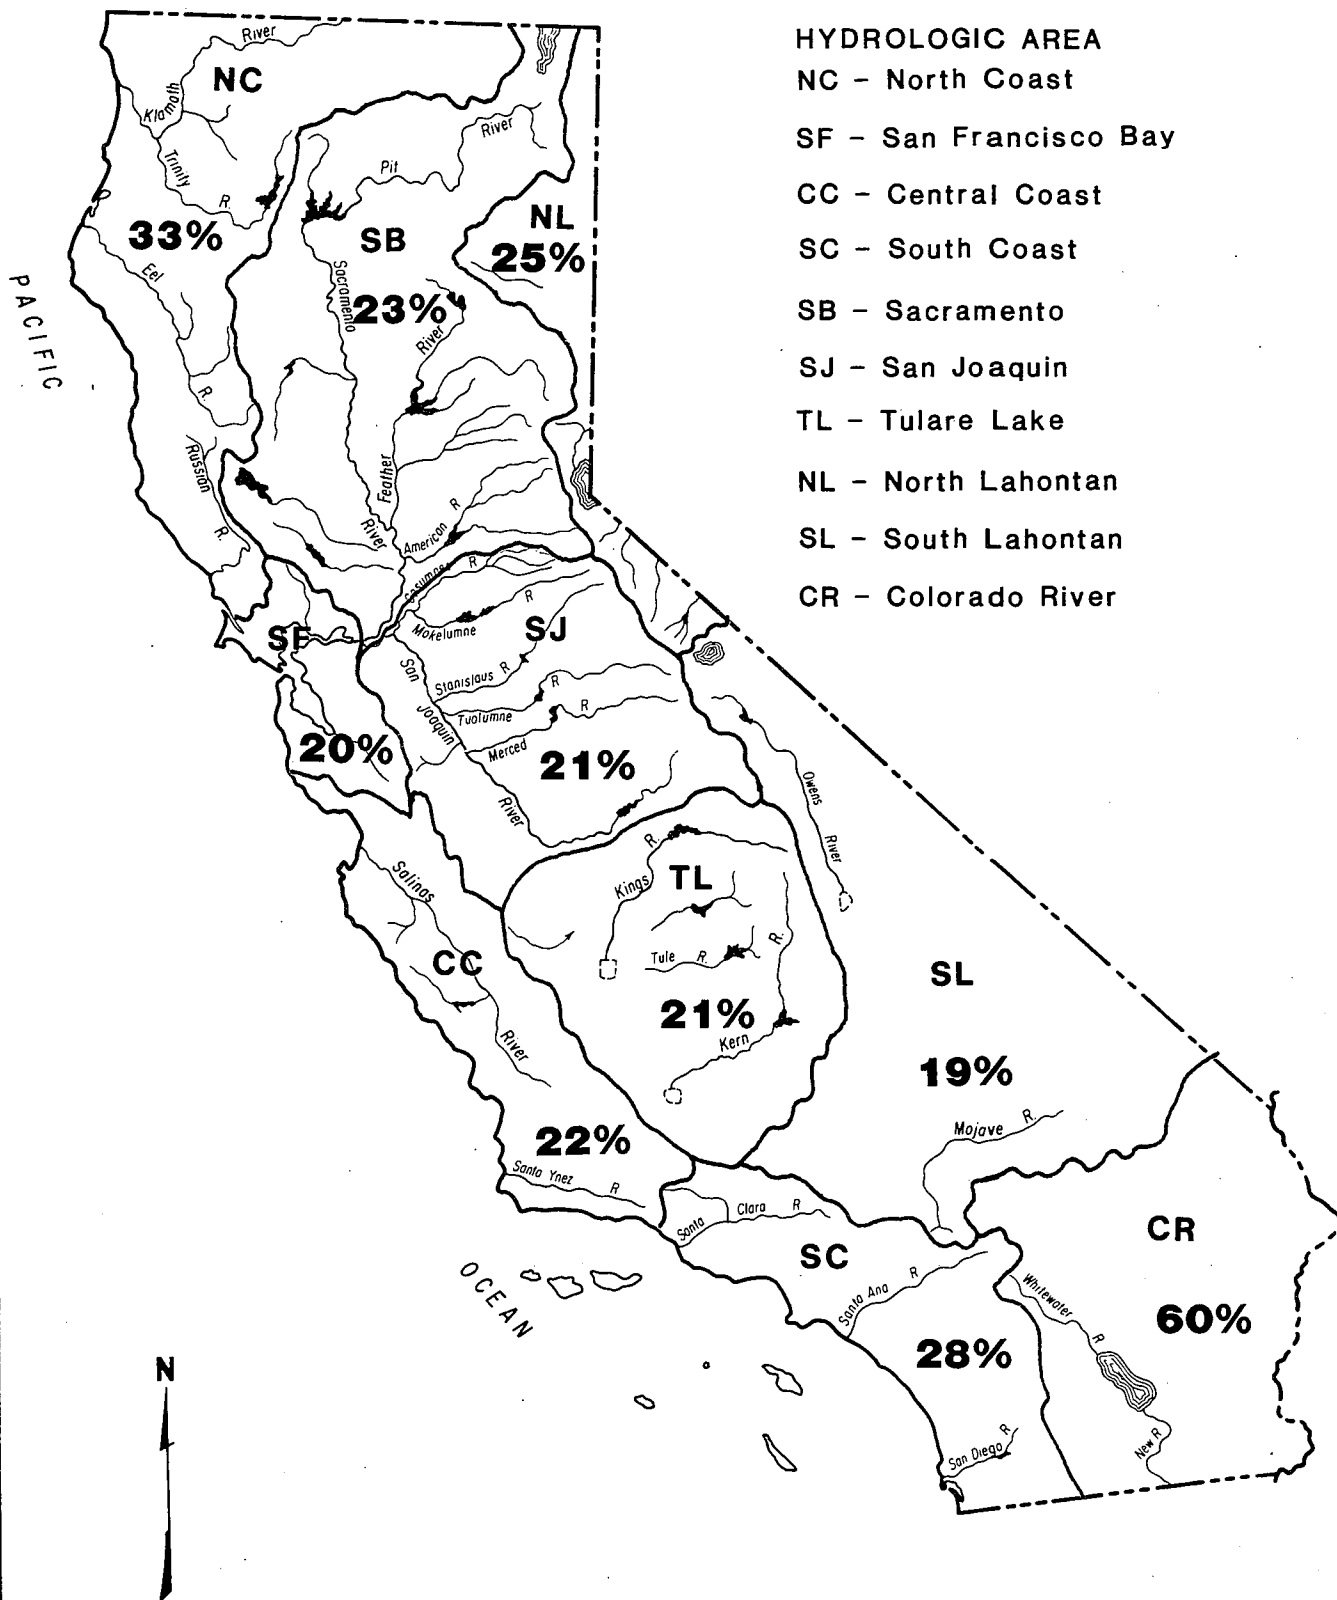 HYDROLOGIC AREA
NC - North Coast
SF - San Francisco Bay
CC - Central Coast
SC - South Coast
SB - Sacramento
SJ - San Joaquin
TL - Tulare Lake
NL - North Lahontan
SL - South Lahontan
CR - Colorado River
River
NC
Klamath
Trinity
R.
33%
Eel
R.
Russian
R.
PACIFIC
Pit
River
SB
Sacramento
23%
River
Feather
River
American R
NL
25%
Cosumnes R
Mokelumne R
SJ
SF
20%
San
Joaquin
River
Stanislaus R
Tuolumne R
Merced R
21%
Owens
River
Kings R.
TL
Tule R.
R.
21%
Kern
Salinas
CC
River
22%
Santa Ynez R
SL
19%
Mojave R.
Santa
Clara R
SC
Santa Ana R
28%
San Diego R
CR
Whitewater R
60%
New R
OCEAN
N